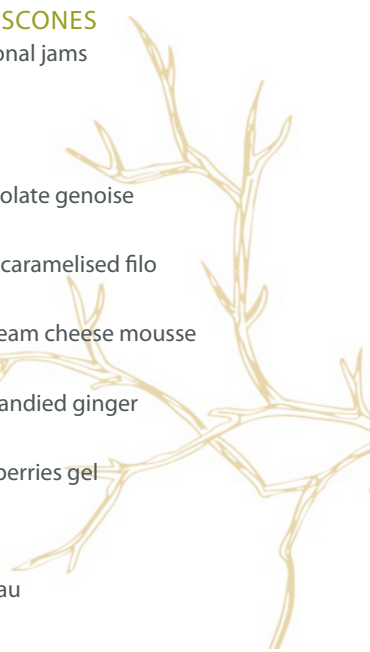 SCONES
onal jams
olate genoise
caramelised filo
eam cheese mousse
andied ginger
berries gel
au